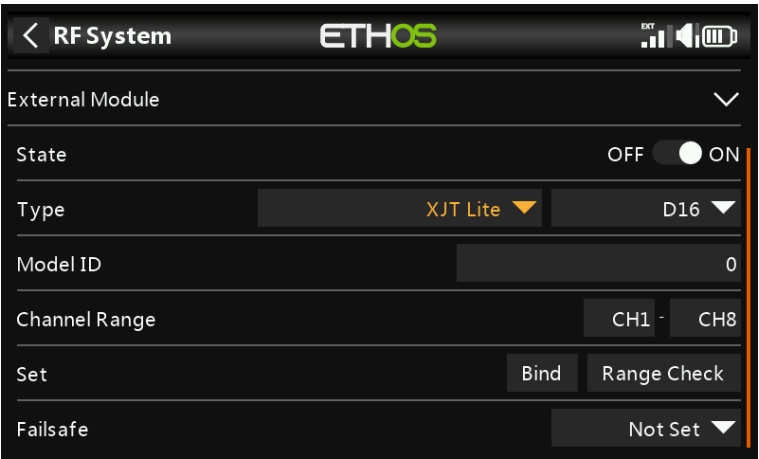 RF System ETHOS EXT
External Module
State OFF ON
Type XJT Lite D16
Model ID 0
Channel Range CH1 - CH8
Set Bind Range Check
Failsafe Not Set